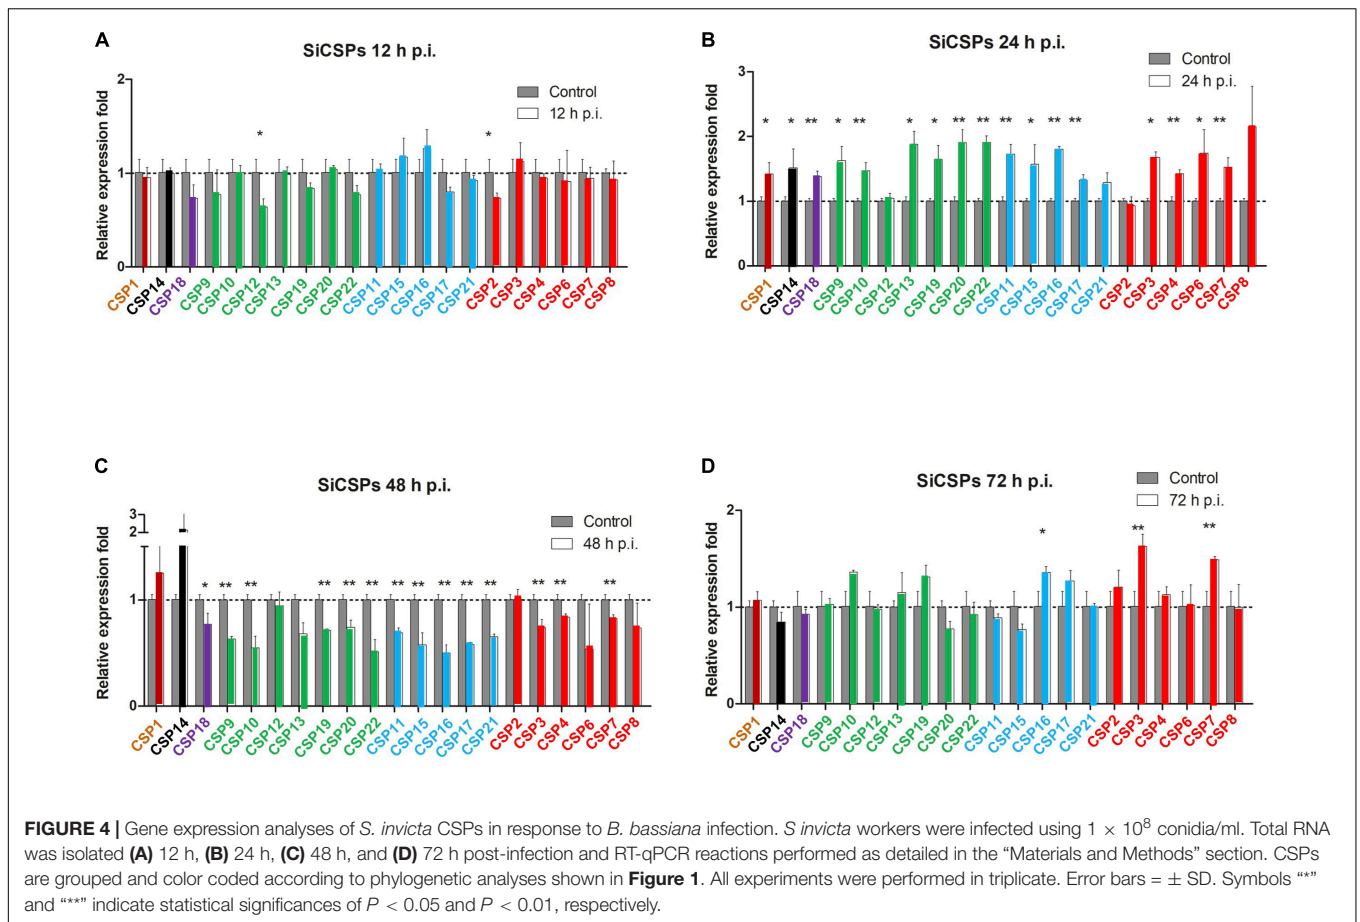 A
SiCSPs 12 h p.i.
Relative expression fold
2
1
0
Control
12 h p.i.
*
*
CSP1
CSP14
CSP18
CSP9
CSP10
CSP12
CSP13
CSP19
CSP20
CSP22
CSP11
CSP15
CSP16
CSP17
CSP21
CSP2
CSP3
CSP4
CSP6
CSP7
CSP8
B
SiCSPs 24 h p.i.
Relative expression fold
3
2
1
0
Control
24 h p.i.
* * ** * ** * * ** ** ** * ** ** * ** * **
CSP1
CSP14
CSP18
CSP9
CSP10
CSP12
CSP13
CSP19
CSP20
CSP22
CSP11
CSP15
CSP16
CSP17
CSP21
CSP2
CSP3
CSP4
CSP6
CSP7
CSP8
C
SiCSPs 48 h p.i.
Relative expression fold
3
2
1
0
Control
48 h p.i.
* ** ** ** ** ** ** ** ** ** ** ** ** **
CSP1
CSP14
CSP18
CSP9
CSP10
CSP12
CSP13
CSP19
CSP20
CSP22
CSP11
CSP15
CSP16
CSP17
CSP21
CSP2
CSP3
CSP4
CSP6
CSP7
CSP8
D
SiCSPs 72 h p.i.
Relative expression fold
2
1
0
Control
72 h p.i.
* ** **
CSP1
CSP14
CSP18
CSP9
CSP10
CSP12
CSP13
CSP19
CSP20
CSP22
CSP11
CSP15
CSP16
CSP17
CSP21
CSP2
CSP3
CSP4
CSP6
CSP7
CSP8
FIGURE 4 | Gene expression analyses of S. invicta CSPs in response to B. bassiana infection. S invicta workers were infected using 1 × 10⁸ conidia/ml. Total RNA
was isolated (A) 12 h, (B) 24 h, (C) 48 h, and (D) 72 h post-infection and RT-qPCR reactions performed as detailed in the “Materials and Methods” section. CSPs
are grouped and color coded according to phylogenetic analyses shown in Figure 1. All experiments were performed in triplicate. Error bars = ± SD. Symbols “*”
and “**” indicate statistical significances of P < 0.05 and P < 0.01, respectively.